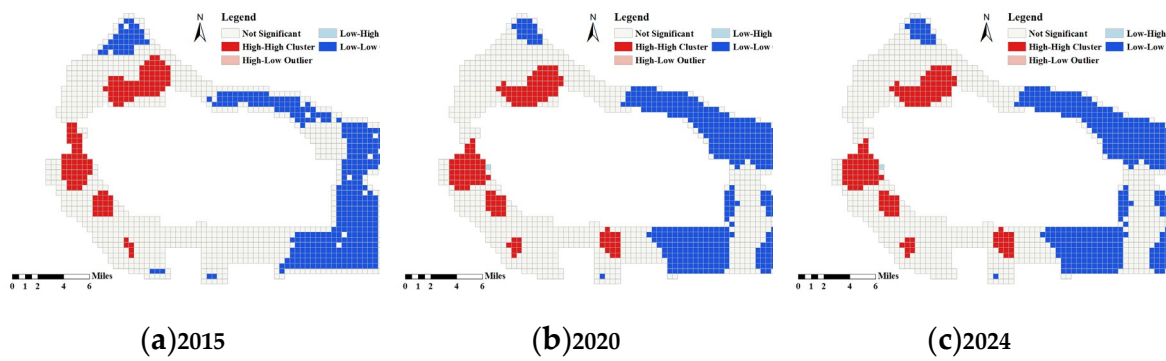 N
Legend
Not Significant
Low-High
High-High Cluster
Low-Low
High-Low Outlier
Miles
0 1 2 4 6
N
Legend
Not Significant
Low-High
High-High Cluster
Low-Low
High-Low Outlier
Miles
0 1 2 4 6
N
Legend
Not Significant
Low-High
High-High Cluster
Low-Low
High-Low Outlier
Miles
0 1 2 4 6
(a)2015
(b)2020
(c)2024